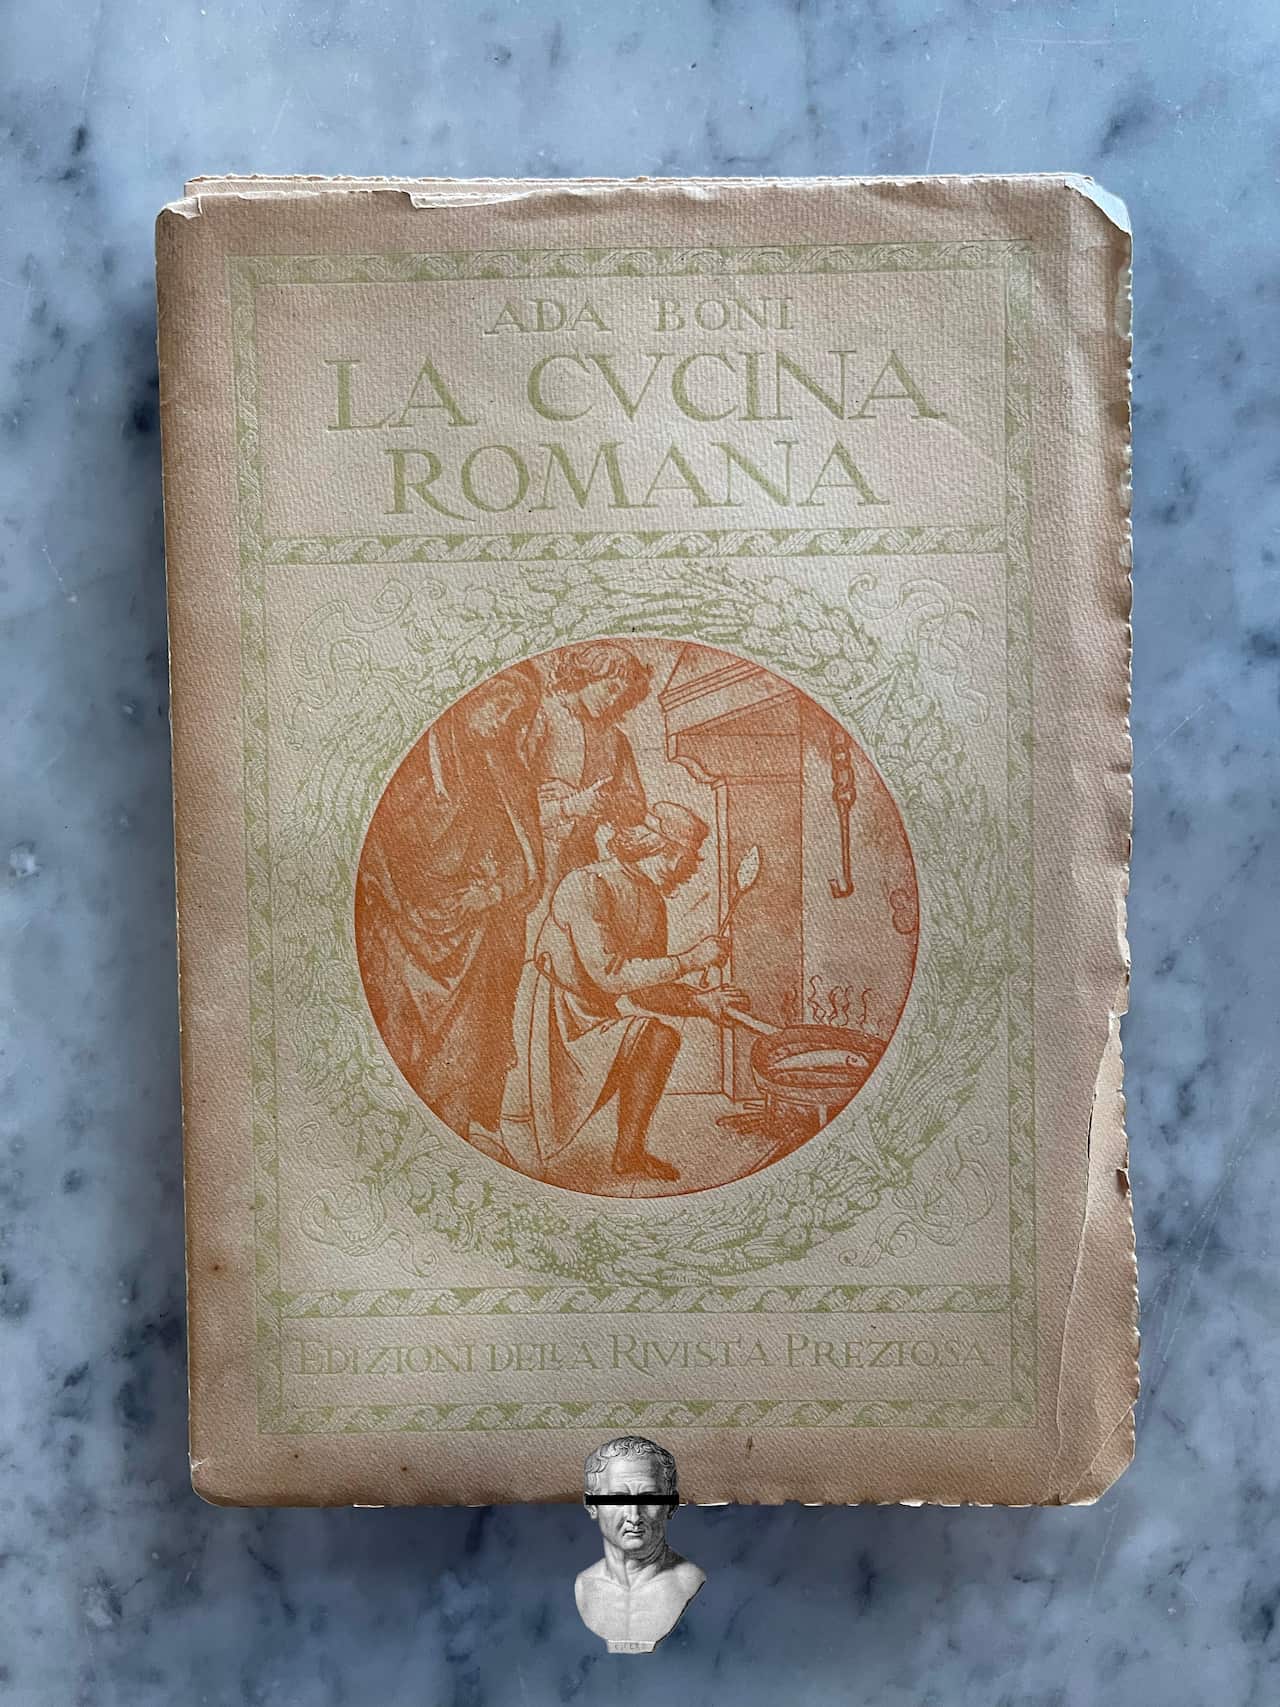 ADA BONI
LA CVCINA
ROMANA
EDIZIONI DELLA RIVISTA PREZIOSA